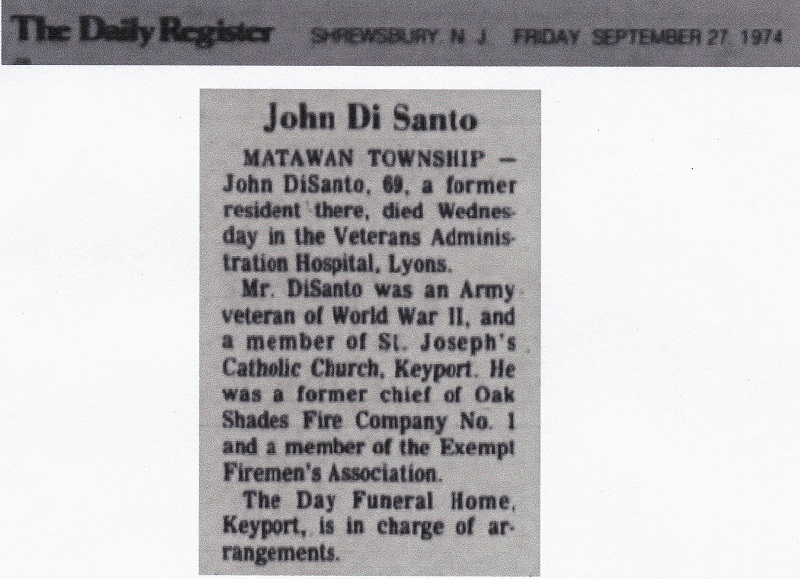 The Daily Register SHREWSBURY, N. J. FRIDAY SEPTEMBER 27, 1974
John Di Santo
MATAWAN TOWNSHIP —
John DiSanto, 69, a former
resident there, died Wednes-
day in the Veterans Adminis-
tration Hospital, Lyons.
Mr. DiSanto was an Army
veteran of World War II, and
a member of St. Joseph's
Catholic Church, Keyport. He
was a former chief of Oak
Shades Fire Company No. 1
and a member of the Exempt
Firemen's Association.
The Day Funeral Home,
Keyport, is in charge of ar-
rangements.